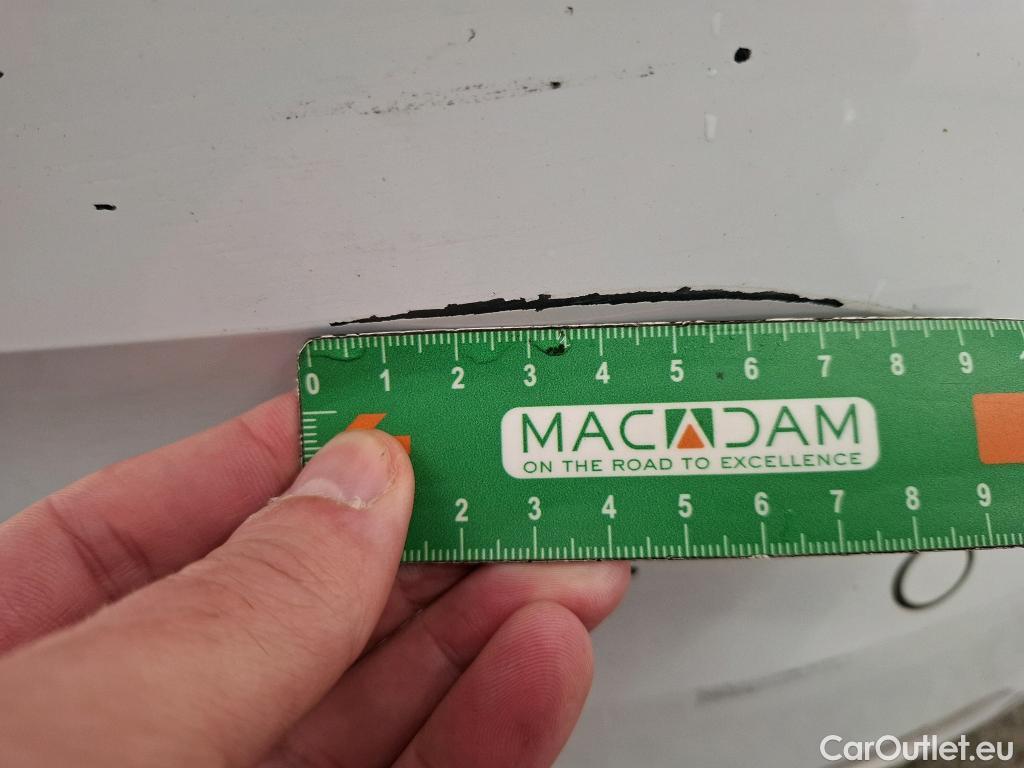 0 1 2 3 4 5 6 7 8 9
MACADAM
ON THE ROAD TO EXCELLENCE
2 3 4 5 6 7 8 9
CarOutlet.eu